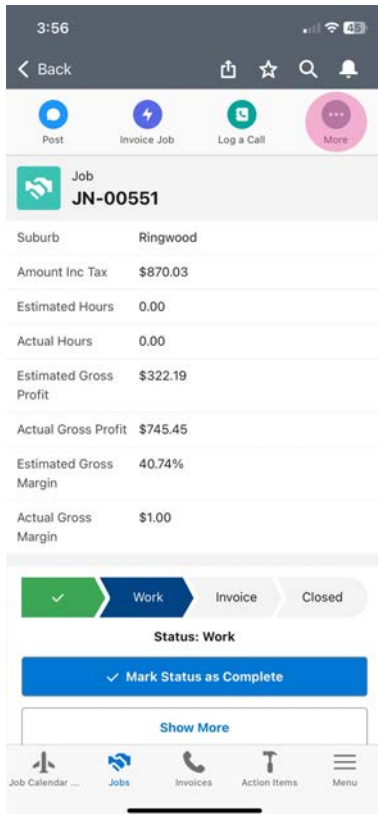 3:56
45
Back
Post
Invoice Job
Log a Call
More
Job
JN-00551
Suburb Ringwood
Amount Inc Tax $870.03
Estimated Hours 0.00
Actual Hours 0.00
Estimated Gross $322.19
Profit
Actual Gross Profit $745.45
Estimated Gross 40.74%
Margin
Actual Gross $1.00
Margin
Work Invoice Closed
Status: Work
Mark Status as Complete
Show More
Job Calendar ... Jobs Invoices Action Items Menu